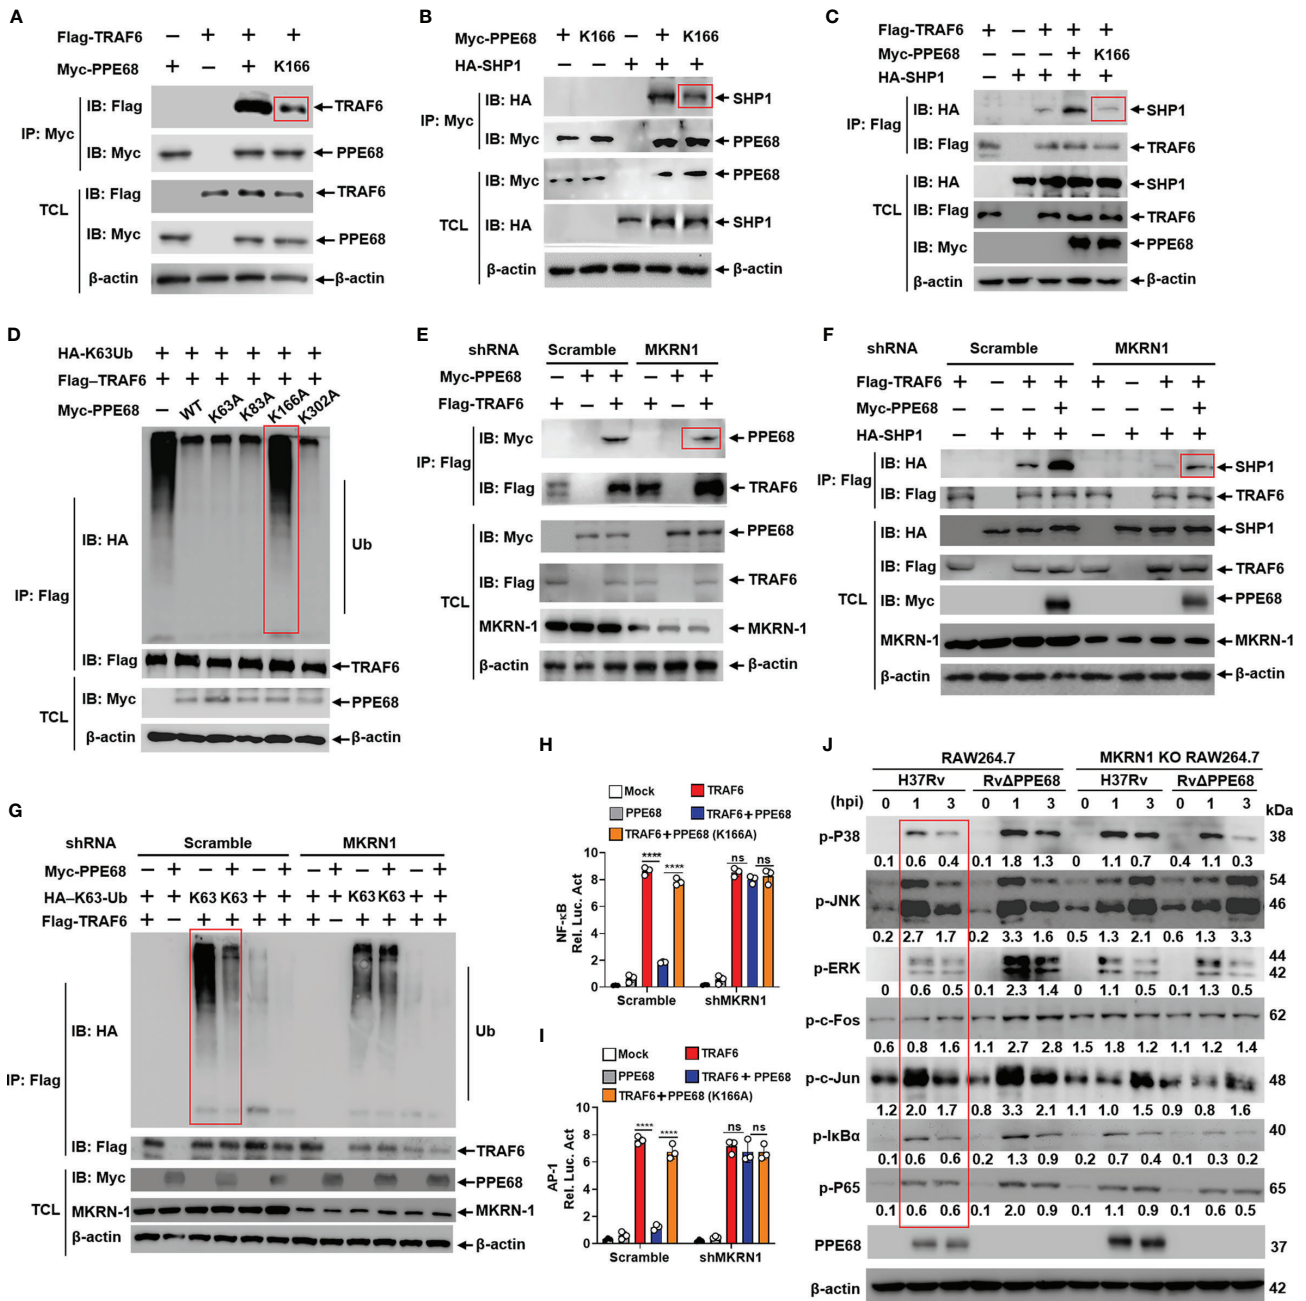 A
Flag-TRAF6 − + + +
Myc-PPE68 + − + K166
IP: Myc
IB: Flag TRAF6
IB: Myc PPE68
TCL
IB: Flag TRAF6
IB: Myc PPE68
β-actin β-actin
B
Myc-PPE68 + K166 − + K166
HA-SHP1 + + +
IP: Myc
IB: HA SHP1
IB: Myc PPE68
TCL
IB: Myc PPE68
IB: HA SHP1
β-actin β-actin
C
Flag-TRAF6 + − + + +
Myc-PPE68 + K166
HA-SHP1 − + + + +
IP: Flag
IB: HA SHP1
IB: Flag TRAF6
TCL
IB: HA SHP1
IB: Flag TRAF6
IB: Myc PPE68
β-actin β-actin
D
HA-K63Ub + + + + + +
Flag–TRAF6 + + + + + +
Myc-PPE68 − WT K63A K83A K166A K302A
IP: Flag
IB: HA Ub
IB: Flag TRAF6
TCL
IB: Myc PPE68
β-actin β-actin
E
shRNA Scramble MKRN1
Myc-PPE68 − + + − + +
Flag-TRAF6 + − + + − +
IP: Flag
IB: Myc PPE68
IB: Flag TRAF6
TCL
IB: Myc PPE68
IB: Flag TRAF6
MKRN-1 MKRN-1
β-actin β-actin
F
shRNA Scramble MKRN1
Flag-TRAF6 + − + + + − + +
Myc-PPE68 + +
HA-SHP1 − + + + − + + +
IP: Flag
IB: HA SHP1
IB: Flag TRAF6
TCL
IB: HA SHP1
IB: Flag TRAF6
IB: Myc PPE68
MKRN-1 MKRN-1
β-actin β-actin
G
shRNA Scramble MKRN1
Myc-PPE68 − + − + − + − + − + − +
HA–K63-Ub + + K63 K63 + + + + K63 K63 + +
Flag-TRAF6 + − + + + + + − + + + +
IP: Flag
IB: HA Ub
IB: Flag TRAF6
TCL
IB: Myc PPE68
MKRN-1 MKRN-1
β-actin β-actin
H
Mock TRAF6
PPE68 TRAF6+PPE68
TRAF6+PPE68 (K166A)
NF-κB
Rel. Luc. Act
10
8
6
4
2
0
**** **** ns ns
Scramble shMKRN1
I
Mock TRAF6
PPE68 TRAF6+PPE68
TRAF6+PPE68 (K166A)
AP-1
Rel. Luc. Act
10
8
6
4
2
0
**** **** ns ns
Scramble shMKRN1
J
RAW264.7 MKRN1 KO RAW264.7
H37Rv RvΔPPE68 H37Rv RvΔPPE68
(hpi) 0 1 3 0 1 3 0 1 3 0 1 3 kDa
p-P38 38
0.1 0.6 0.4 0.1 1.8 1.3 0 1.1 0.7 0.4 1.1 0.3
p-JNK 54
46
0.2 2.7 1.7 0.2 3.3 1.6 0.5 1.3 2.1 0.6 1.3 3.3
p-ERK 44
42
0 0.6 0.5 0.1 2.3 1.4 0 1.1 0.5 0.1 1.3 0.5
p-c-Fos 62
0.6 0.8 1.6 1.1 2.7 2.8 1.5 1.8 1.2 1.1 1.2 1.4
p-c-Jun 48
1.2 2.0 1.7 0.8 3.3 2.1 1.1 1.0 1.5 0.9 0.8 1.6
p-IκBα 40
0.1 0.6 0.6 0.2 1.3 0.9 0.2 0.7 0.4 0.1 0.3 0.2
p-P65 65
0.1 0.6 0.6 0.1 2.0 0.9 0.1 1.1 0.9 0.1 0.6 0.5
PPE68 37
β-actin 42